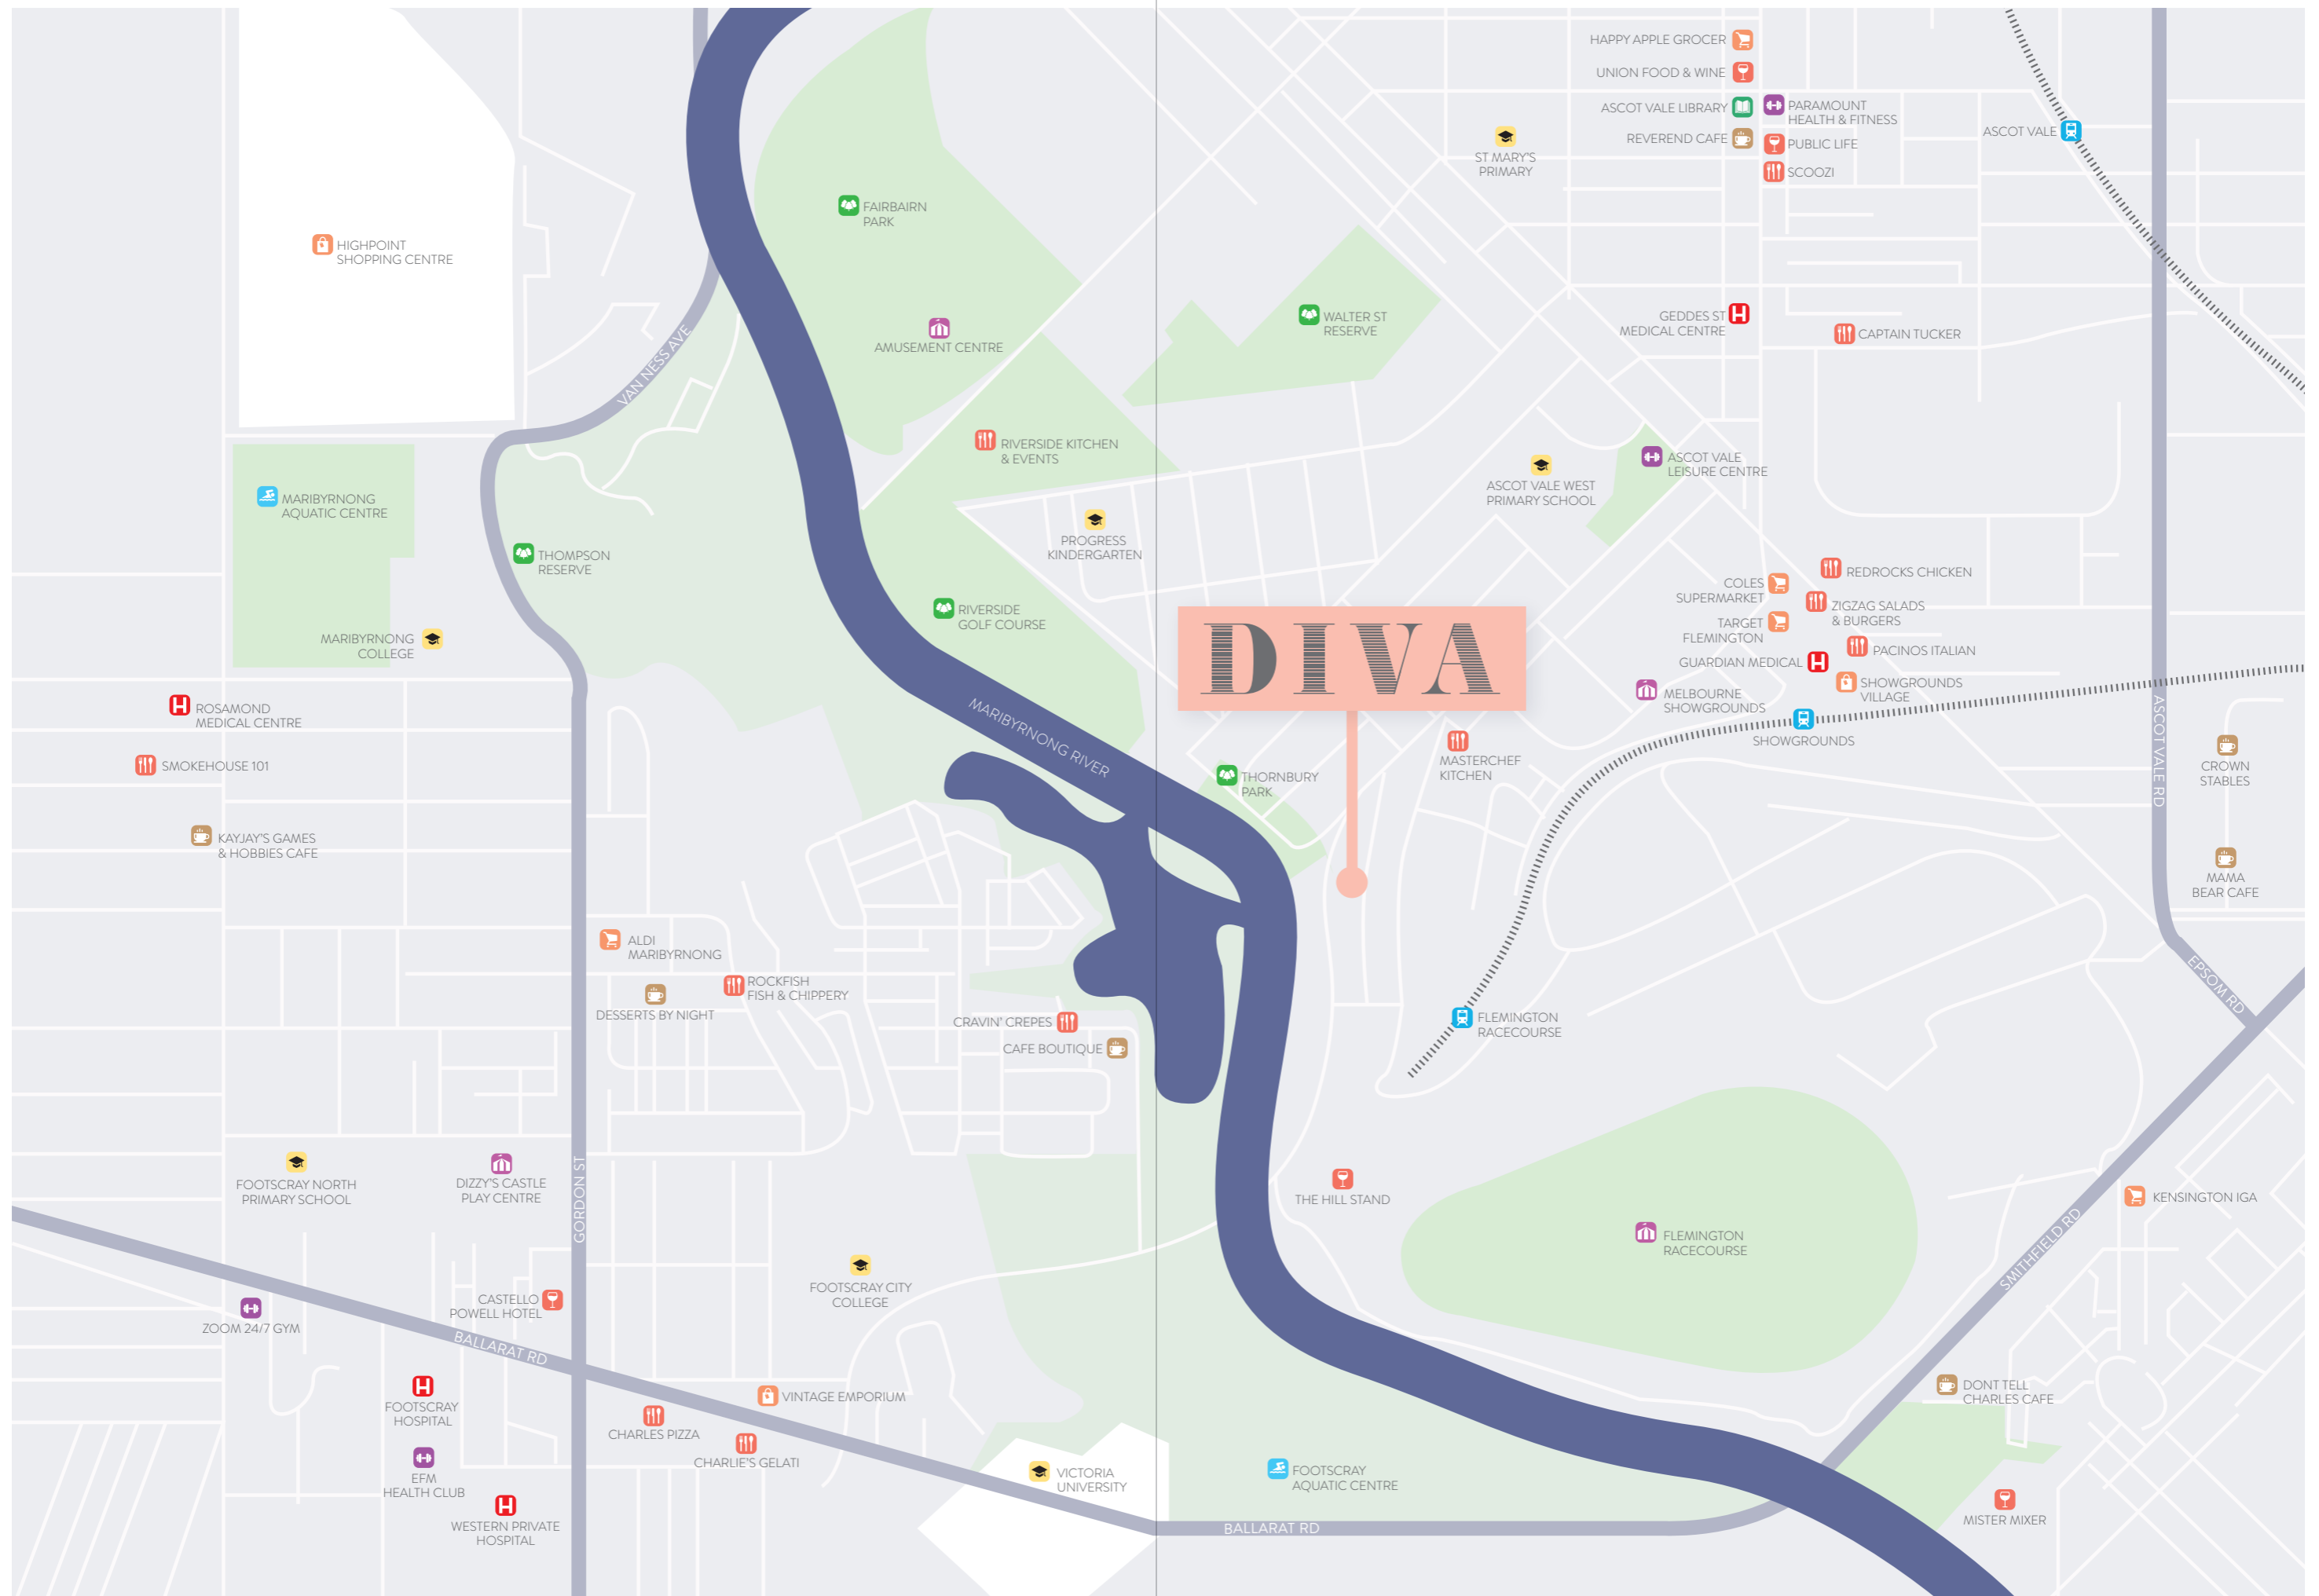 HAPPY APPLE GROCER
UNION FOOD & WINE
ASCOT VALE LIBRARY
PARAMOUNT
HEALTH & FITNESS
REVEREND CAFE
PUBLIC LIFE
SCOOZI
ASCOT VALE
ST MARY'S
PRIMARY
FAIRBAIRN
PARK
HIGHPOINT
SHOPPING CENTRE
AMUSEMENT CENTRE
WALTER ST
RESERVE
GEDDES ST
MEDICAL CENTRE
CAPTAIN TUCKER
VAN NESS AVE
RIVERSIDE KITCHEN
& EVENTS
ASCOT VALE
LEISURE CENTRE
ASCOT VALE WEST
PRIMARY SCHOOL
MARIBYRNONG
AQUATIC CENTRE
PROGRESS
KINDERGARTEN
THOMPSON
RESERVE
REDROCKS CHICKEN
COLES
SUPERMARKET
ZIGZAG SALADS
& BURGERS
TARGET
FLEMINGTON
RIVERSIDE
GOLF COURSE
MARIBYRNONG
COLLEGE
DIVA
PACINOS ITALIAN
GUARDIAN MEDICAL
SHOWGROUNDS
VILLAGE
MELBOURNE
SHOWGROUNDS
SHOWGROUNDS
ROSAMOND
MEDICAL CENTRE
MARIBYRNONG RIVER
ASCOT VALE RD
SMOKEHOUSE 101
MASTERCHEF
KITCHEN
THORNBURY
PARK
CROWN
STABLES
KAYJAY'S GAMES
& HOBBIES CAFE
MAMA
BEAR CAFE
ALDI
MARIBYRNONG
ROCKFISH
FISH & CHIPPERY
DESSERTS BY NIGHT
CRAVIN' CREPES
CAFE BOUTIQUE
FLEMINGTON
RACECOURSE
EPSOM RD
FOOTSCRAY NORTH
PRIMARY SCHOOL
DIZZY'S CASTLE
PLAY CENTRE
GORDON ST
THE HILL STAND
KENSINGTON IGA
FLEMINGTON
RACECOURSE
SMITHFIELD RD
FOOTSCRAY CITY
COLLEGE
CASTELLO
POWELL HOTEL
ZOOM 24/7 GYM
BALLARAT RD
FOOTSCRAY
HOSPITAL
VINTAGE EMPORIUM
DONT TELL
CHARLES CAFE
CHARLES PIZZA
CHARLIE'S GELATI
EFM
HEALTH CLUB
VICTORIA
UNIVERSITY
FOOTSCRAY
AQUATIC CENTRE
WESTERN PRIVATE
HOSPITAL
BALLARAT RD
MISTER MIXER